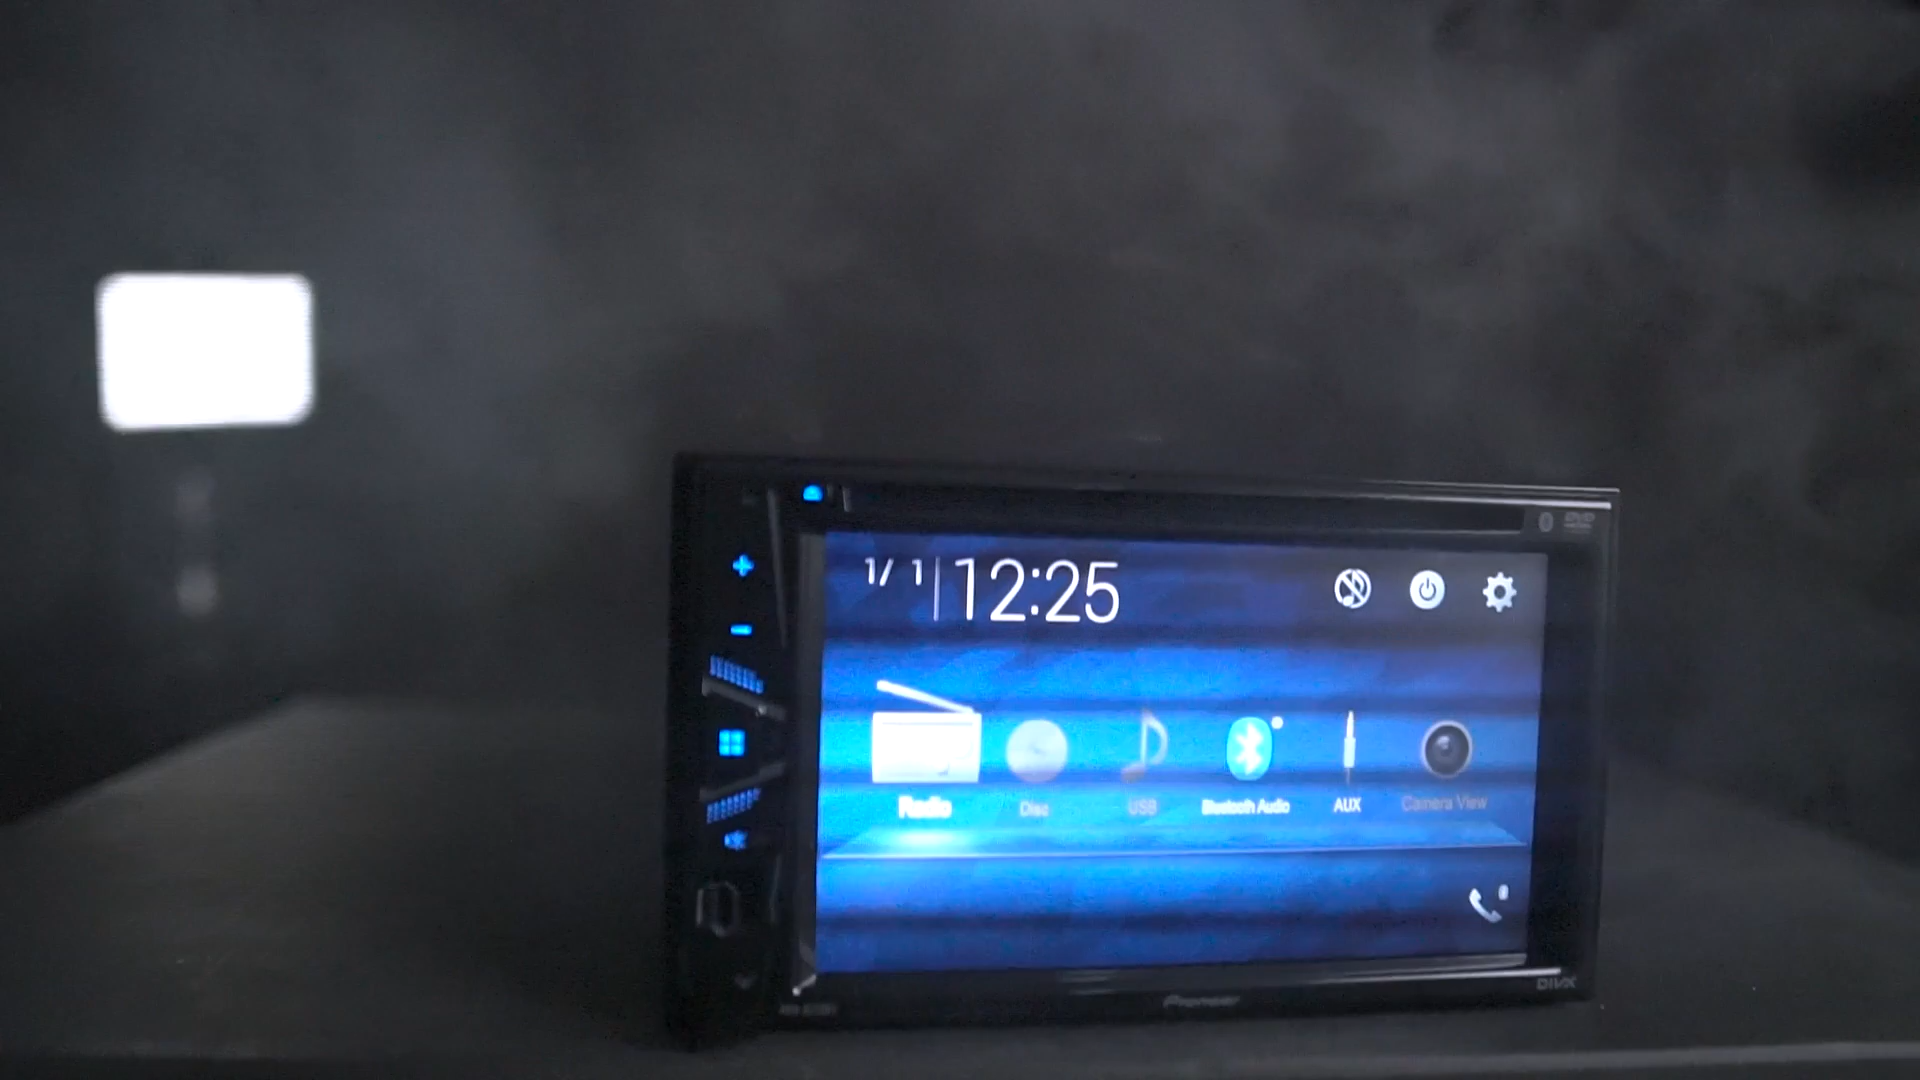 DVD
1/ 1 12:25
Radio Disc USB Bluetooth Audio AUX Camera View
DIVX
Pioneer